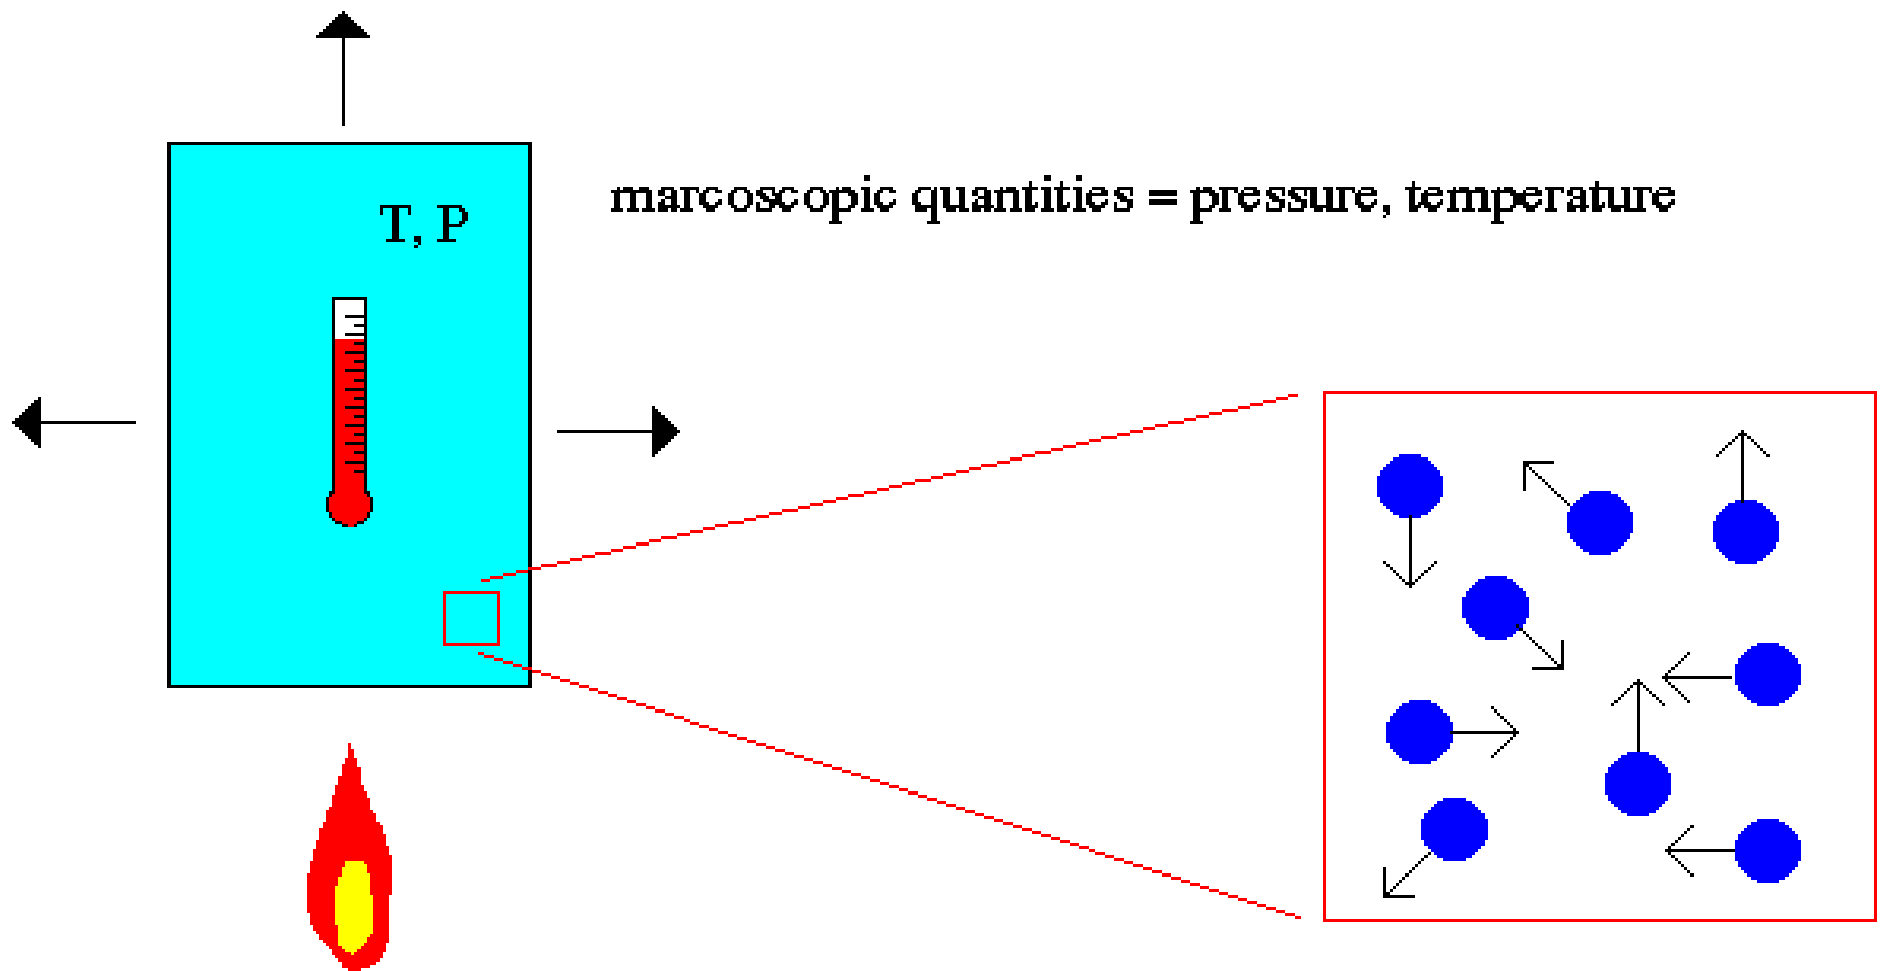 T, P
marcoscopic quantities = pressure, temperature